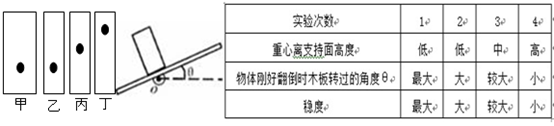 甲 乙 丙 丁
θ
O
实验次数 1 2 3 4
重心离支持面高度 低 低 中 高
物体刚好翻倒时木板转过的角度θ 最大 大 较大 小
稳度 最大 大 较大 小